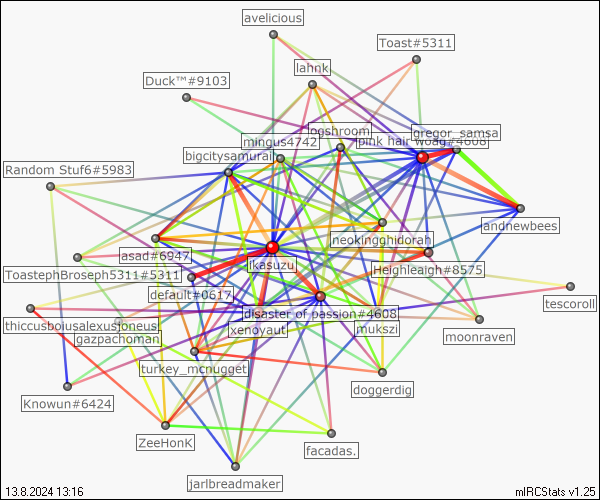 avelicious
Toast#5311
lahnk
Duck™#9103
gregor_samsa
ogshroom
pink hair woag#4608
mingus4742
bigcitysamurai
Random Stuf6#5983
andnewbees
neokingghidorah
asad#6947
ikasuzu
Heighleaigh#8575
ToastephBroseph5311#5311
default#0617
tescoroll
disaster of passion#4608
thiccusboiusalexusjoneus
xenoyaut
mukszi
gazpachoman
moonraven
turkey_mcnugget
doggerdig
Knowun#6424
ZeeHonK
facadas.
jarlbreadmaker
13.8.2024 13:16
mIRCStats v1.25